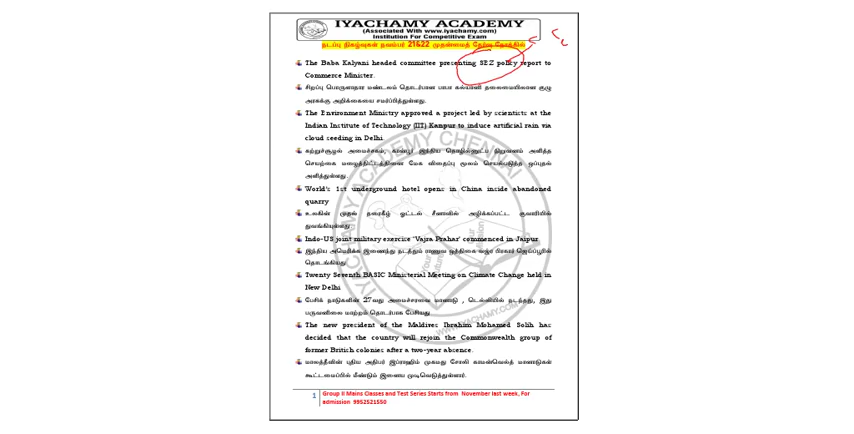 IYACHAMY ACADEMY
(Associated With www.iyachamy.com)
Institution For Competitive Exam
நடப்பு நிகழ்வுகள் நவம்பர் 21&22 முதன்மைத் தேர்வு நோக்கில்
The Baba Kalyani headed committee presenting SEZ policy report to
Commerce Minister.
சிறப்பு பொருளாதார மண்டலம் தொடர்பான பாபா கல்யாணி தலைமையிலான குழு
அரசுக்கு அறிக்கையை சமர்ப்பித்துள்ளது.
The Environment Ministry approved a project led by scientists at the
Indian Institute of Technology (IIT) Kanpur to induce artificial rain via
cloud seeding in Delhi
சுற்றுச்சூழல் அமைச்சகம், கான்பூர் இந்திய தொழில்நுட்ப நிறுவனம் அளித்த
செயற்கை மழைத்திட்டத்தினை மேக விதைப்பு மூலம் செயல்படுத்த ஒப்புதல்
அளித்துள்ளது.
World's 1st underground hotel opens in China inside abandoned
quarry
உலகின் முதல் தரைகீழ் ஓட்டல் சீனாவில் அழிக்கப்பட்ட குவாரியில்
துவங்கியுள்ளது.
Indo-US joint military exercise 'Vajra Prahar' commenced in Jaipur
இந்திய அமெரிக்க இணைந்து நடத்தும் ராணுவ ஒத்திகை வஜ்ர பிரகார் ஜெய்ப்பூரில்
தொடங்கியது
Twenty Seventh BASIC Ministerial Meeting on Climate Change held in
New Delhi
பேசிக் நாடுகளின் 27வது அமைச்சரவை மாநாடு , டெல்லியில் நடந்தது, இது
பருவனிலை மாற்றம் தொடர்பாக பேசியது
The new president of the Maldives Ibrahim Mohamed Solih has
decided that the country will rejoin the Commonwealth group of
former British colonies after a two-year absence.
மாலத்தீவின் புதிய அதிபர் இப்ராஹிம் முகமது சோலி காமன்வெல்த் மாநாடுகள்
கூட்டமைப்பில் மீண்டும் இணைய முடிவெடுத்துள்ளார்.
1 Group II Mains Classes and Test Series Starts from November last week, For
admission 9952521550